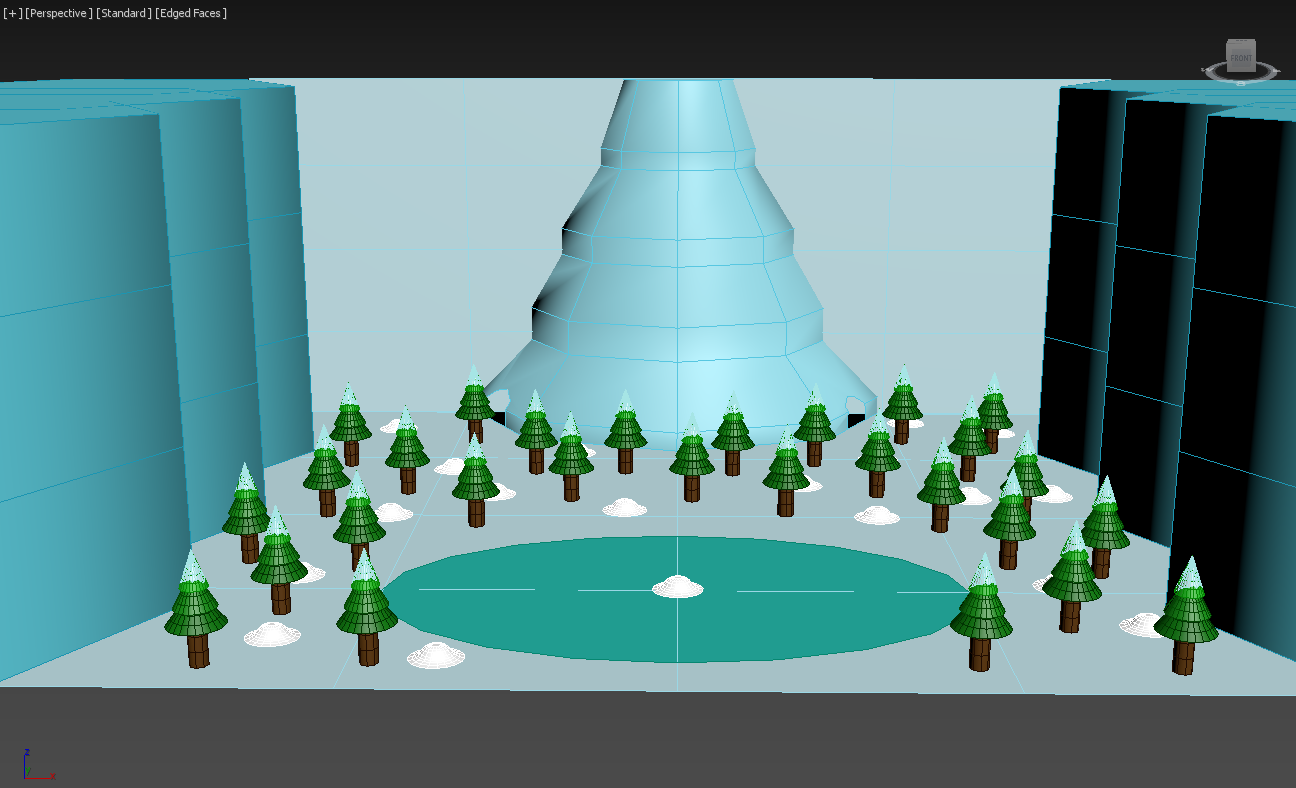 [+] [Perspective ] [Standard ] [Edged Faces ]
FRONT
z
y
x